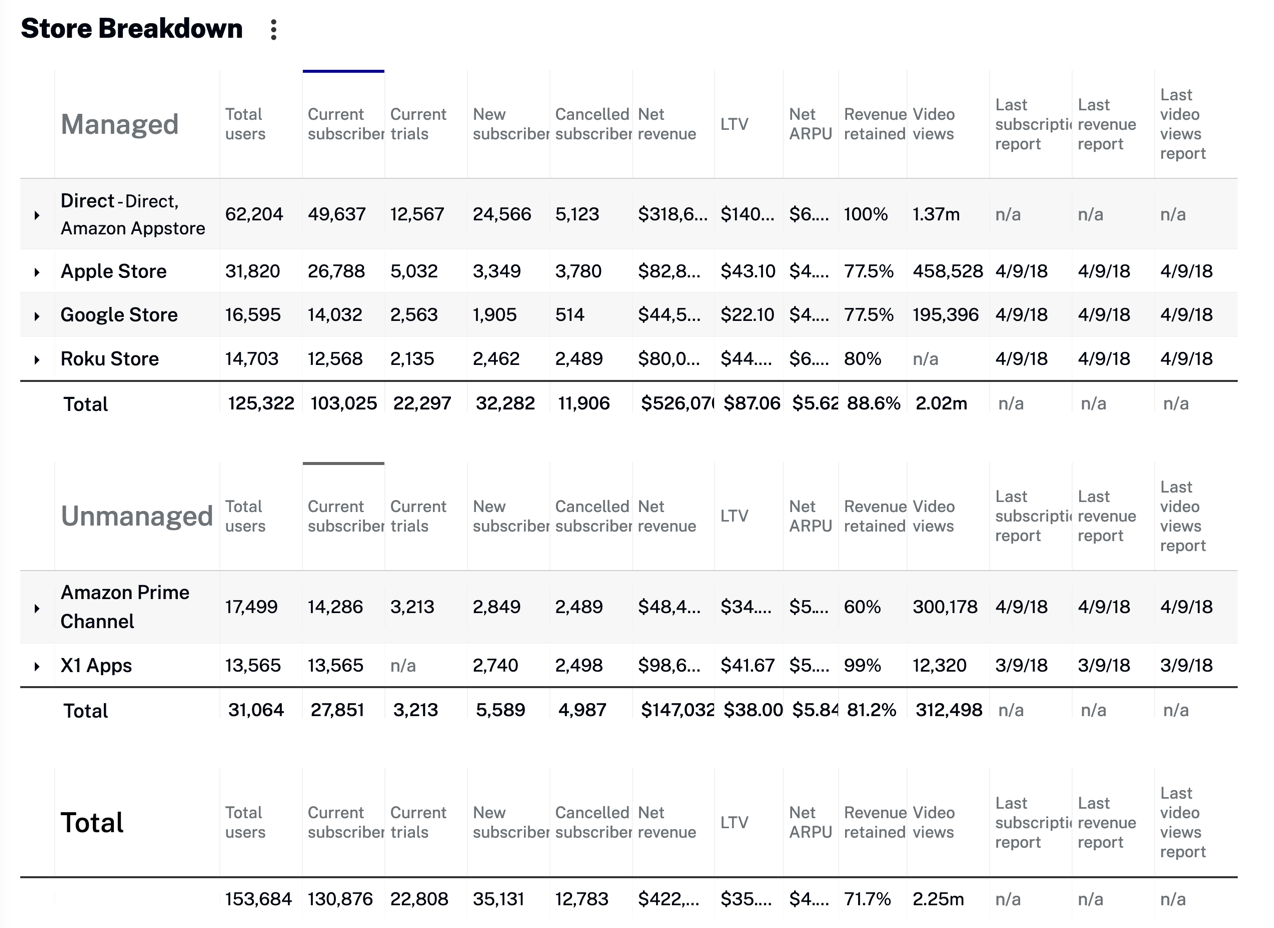 Store Breakdown
Managed Total users Current subscriber Current trials New subscriber Cancelled subscriber Net revenue LTV Net ARPU Revenue retained Video views Last subscripti report Last revenue report Last video views report
Direct - Direct, Amazon Appstore 62,204 49,637 12,567 24,566 5,123 $318,6... $140... $6.... 100% 1.37m n/a n/a n/a
Apple Store 31,820 26,788 5,032 3,349 3,780 $82,8... $43.10 $4.... 77.5% 458,528 4/9/18 4/9/18 4/9/18
Google Store 16,595 14,032 2,563 1,905 514 $44,5... $22.10 $4.... 77.5% 195,396 4/9/18 4/9/18 4/9/18
Roku Store 14,703 12,568 2,135 2,462 2,489 $80,0... $44.... $6.... 80% n/a 4/9/18 4/9/18 4/9/18
Total 125,322 103,025 22,297 32,282 11,906 $526,07 $87.06 $5.62 88.6% 2.02m n/a n/a n/a
Unmanaged Total users Current subscriber Current trials New subscriber Cancelled subscriber Net revenue LTV Net ARPU Revenue retained Video views Last subscripti report Last revenue report Last video views report
Amazon Prime Channel 17,499 14,286 3,213 2,849 2,489 $48,4... $34.... $5.... 60% 300,178 4/9/18 4/9/18 4/9/18
X1 Apps 13,565 13,565 n/a 2,740 2,498 $98,6... $41.67 $5.... 99% 12,320 3/9/18 3/9/18 3/9/18
Total 31,064 27,851 3,213 5,589 4,987 $147,032 $38.00 $5.84 81.2% 312,498 n/a n/a n/a
Total Total users Current subscriber Current trials New subscriber Cancelled subscriber Net revenue LTV Net ARPU Revenue retained Video views Last subscripti report Last revenue report Last video views report
153,684 130,876 22,808 35,131 12,783 $422,... $35.... $4.... 71.7% 2.25m n/a n/a n/a